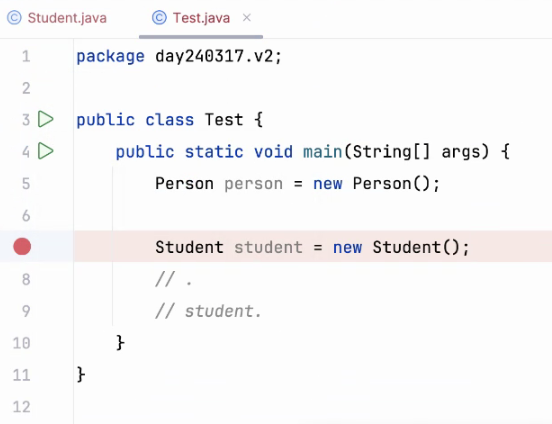 Student.java Test.java
1 package day240317.v2;
2
3 public class Test {
4 public static void main(String[] args) {
5 Person person = new Person();
6
Student student = new Student();
8 // .
9 // student.
10 }
11 }
12